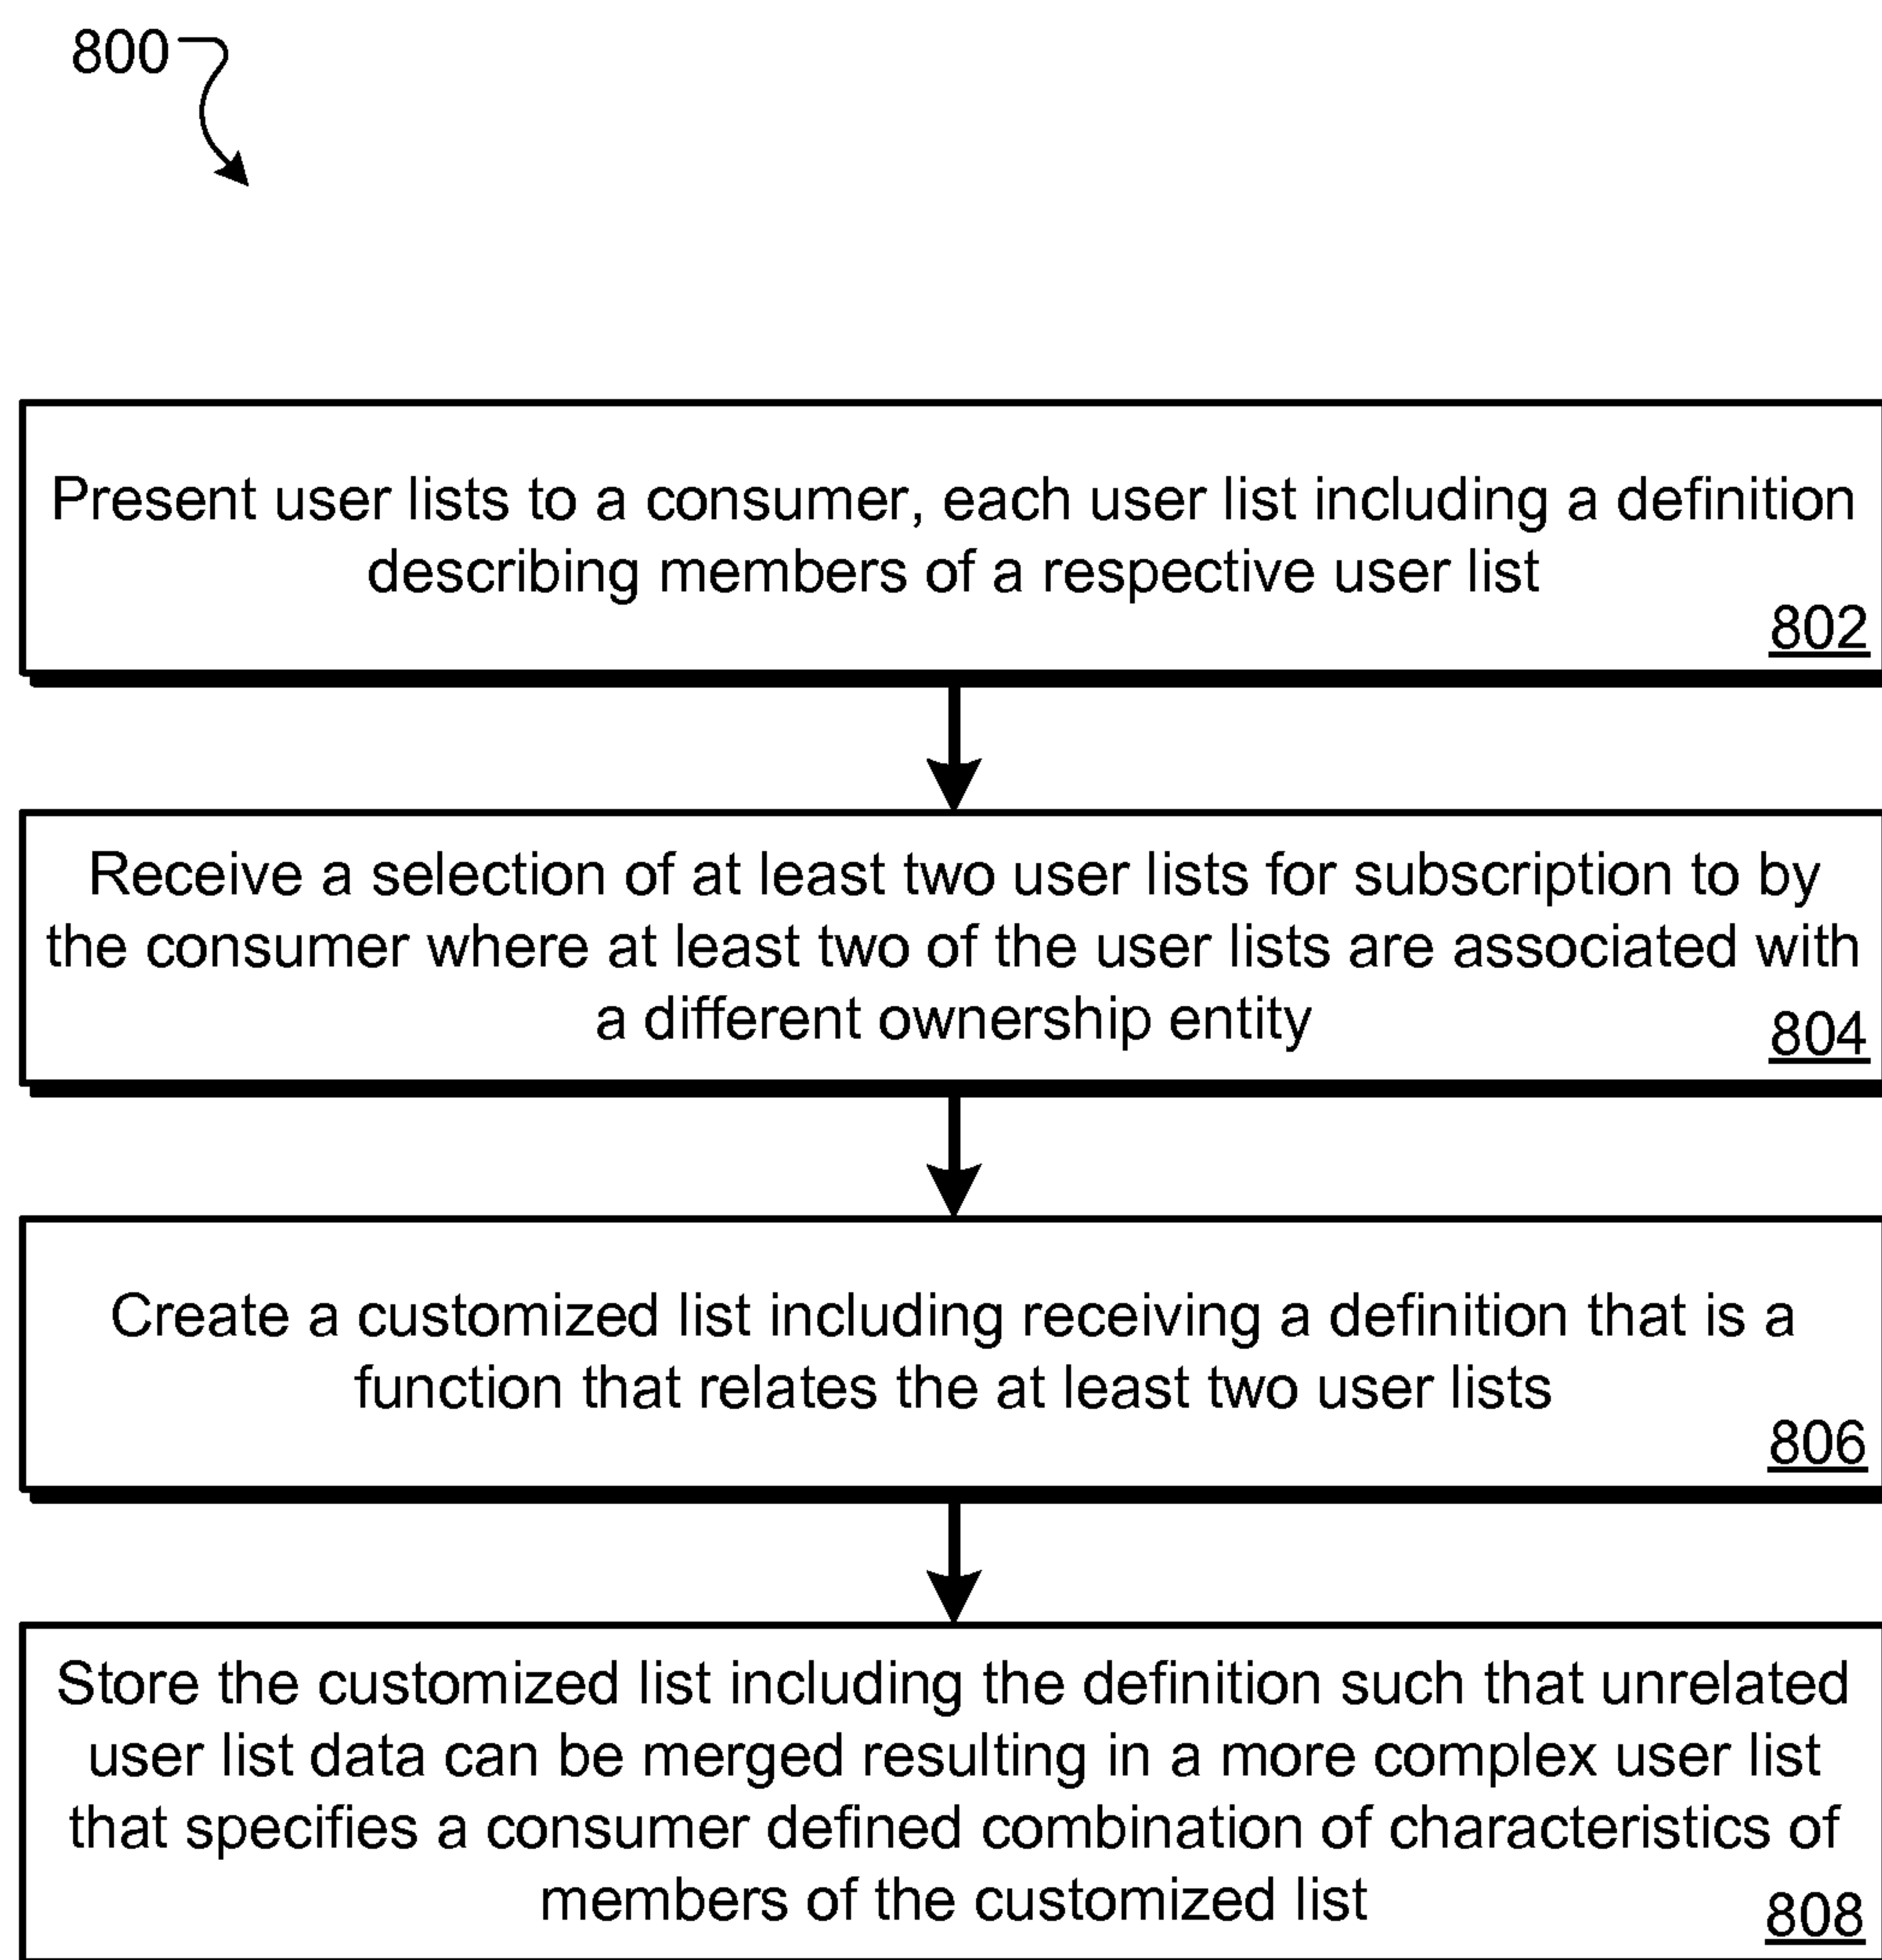 800
Present user lists to a consumer, each user list including a definition
describing members of a respective user list
802
Receive a selection of at least two user lists for subscription to by
the consumer where at least two of the user lists are associated with
a different ownership entity
804
Create a customized list including receiving a definition that is a
function that relates the at least two user lists
806
Store the customized list including the definition such that unrelated
user list data can be merged resulting in a more complex user list
that specifies a consumer defined combination of characteristics of
members of the customized list
808